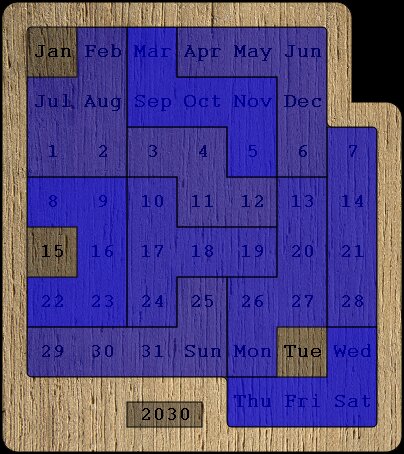 Jan Feb Mar Apr May Jun
Jul Aug Sep Oct Nov Dec
1 2 3 4 5 6 7
8 9 10 11 12 13 14
15 16 17 18 19 20 21
22 23 24 25 26 27 28
29 30 31 Sun Mon Tue Wed
Thu Fri Sat
2030